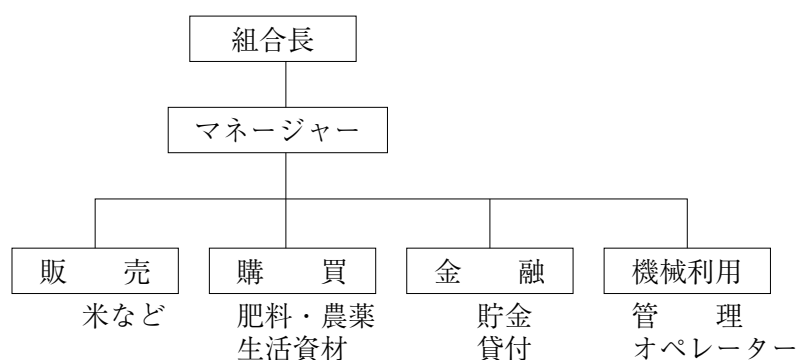 組合長
マネージャー
販　　売
購　　買
金　　融
機械利用
米など
肥料・農薬
貯金
管　　理
生活資材
貸付
オペレーター